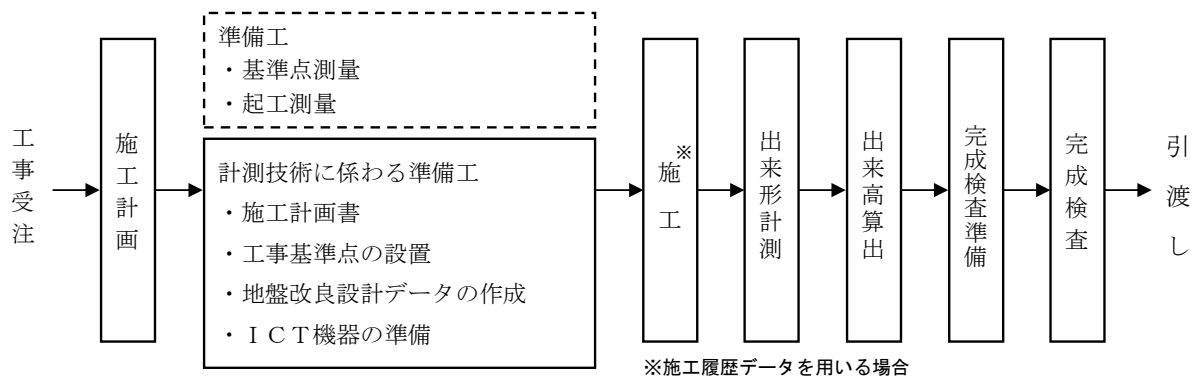 工事受注
施工計画
準備工
・基準点測量
・起工測量
計測技術に係わる準備工
・施工計画書
・工事基準点の設置
・地盤改良設計データの作成
・ＩＣＴ機器の準備
施工※
出来形計測
出来高算出
完成検査準備
完成検査
引渡し
※施工履歴データを用いる場合